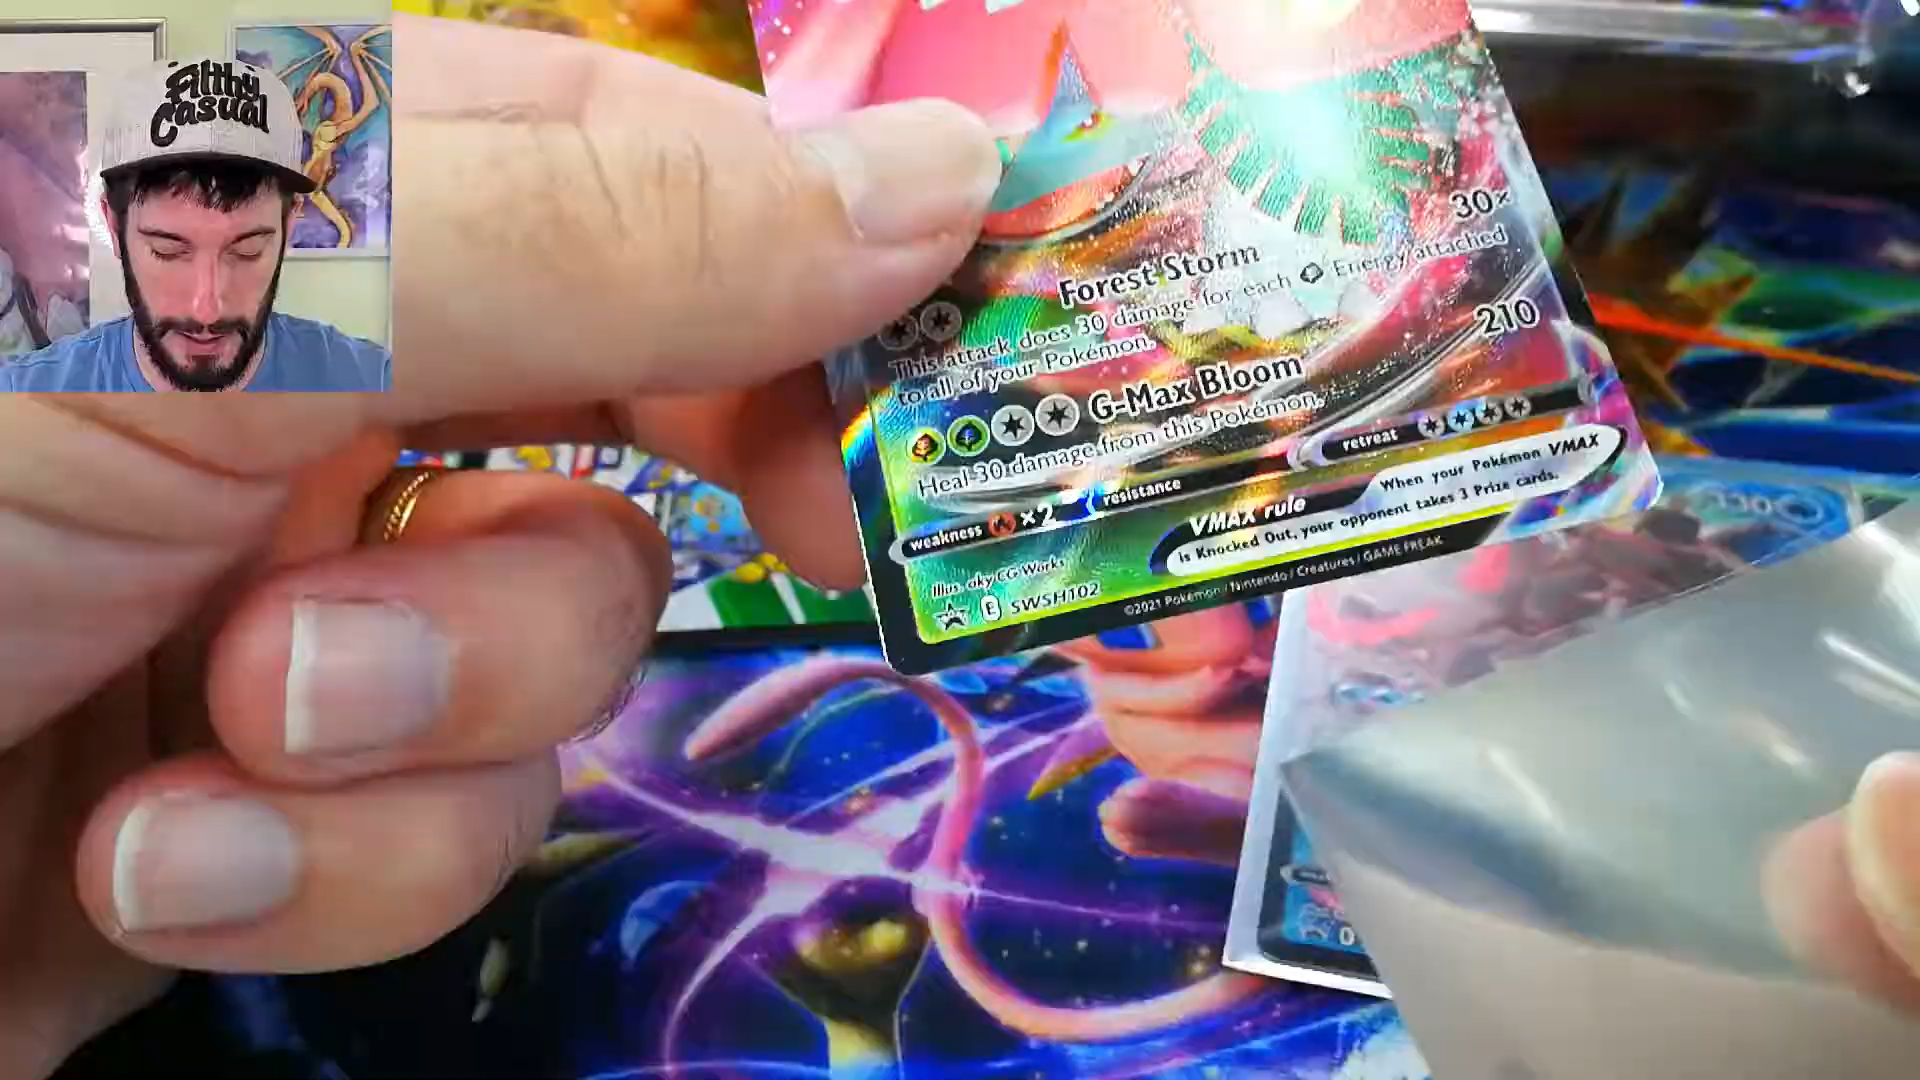 Filthy
Casual
30×
Forest Storm
This attack does 30 damage for each Energy attached
to all of your Pokémon.
210
G-Max Bloom
Heal 30 damage from this Pokémon.
retreat
weakness ×2 resistance
VMAX rule
When your Pokémon VMAX
is Knocked Out, your opponent takes 3 Prize cards.
Illus. aky CG Works
E SWSH102
©2021 Pokémon / Nintendo / Creatures / GAME FREAK